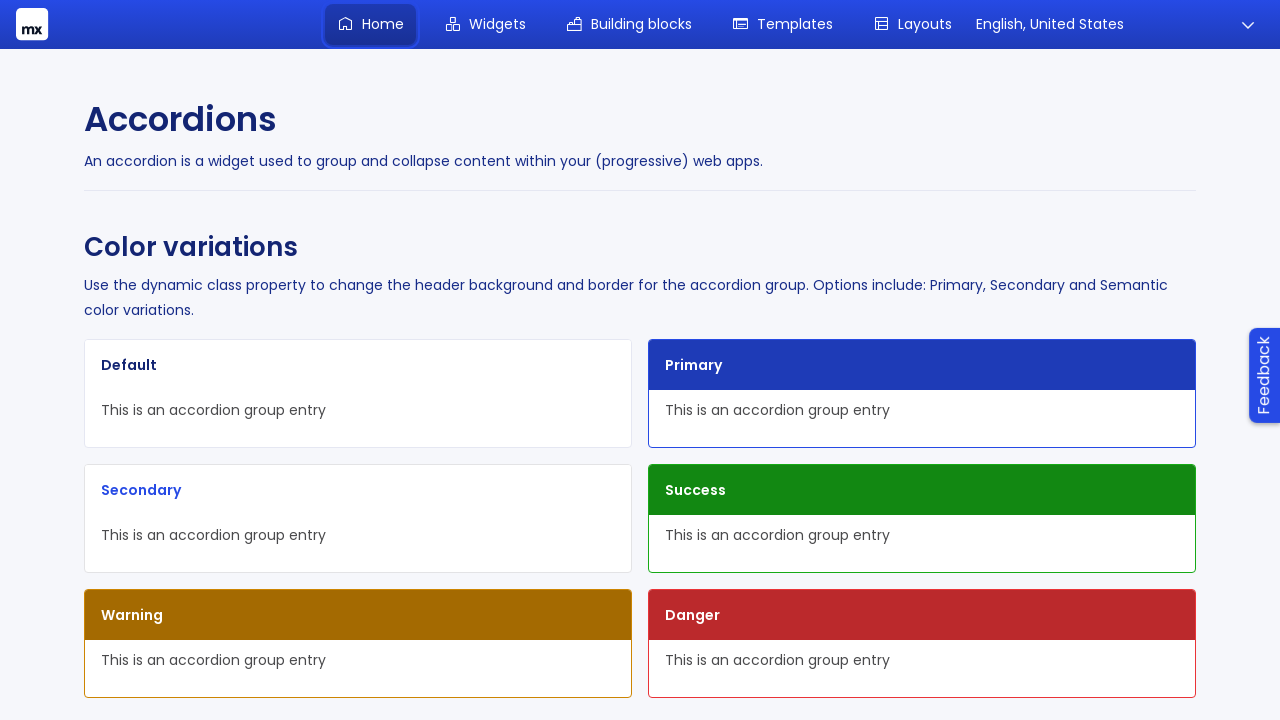 mx
Home
Widgets
Building blocks
Templates
Layouts
English, United States
Accordions
An accordion is a widget used to group and collapse content within your (progressive) web apps.
Color variations
Use the dynamic class property to change the header background and border for the accordion group. Options include: Primary, Secondary and Semantic
color variations.
Default
This is an accordion group entry
Primary
This is an accordion group entry
Secondary
This is an accordion group entry
Success
This is an accordion group entry
Warning
This is an accordion group entry
Danger
This is an accordion group entry
Feedback